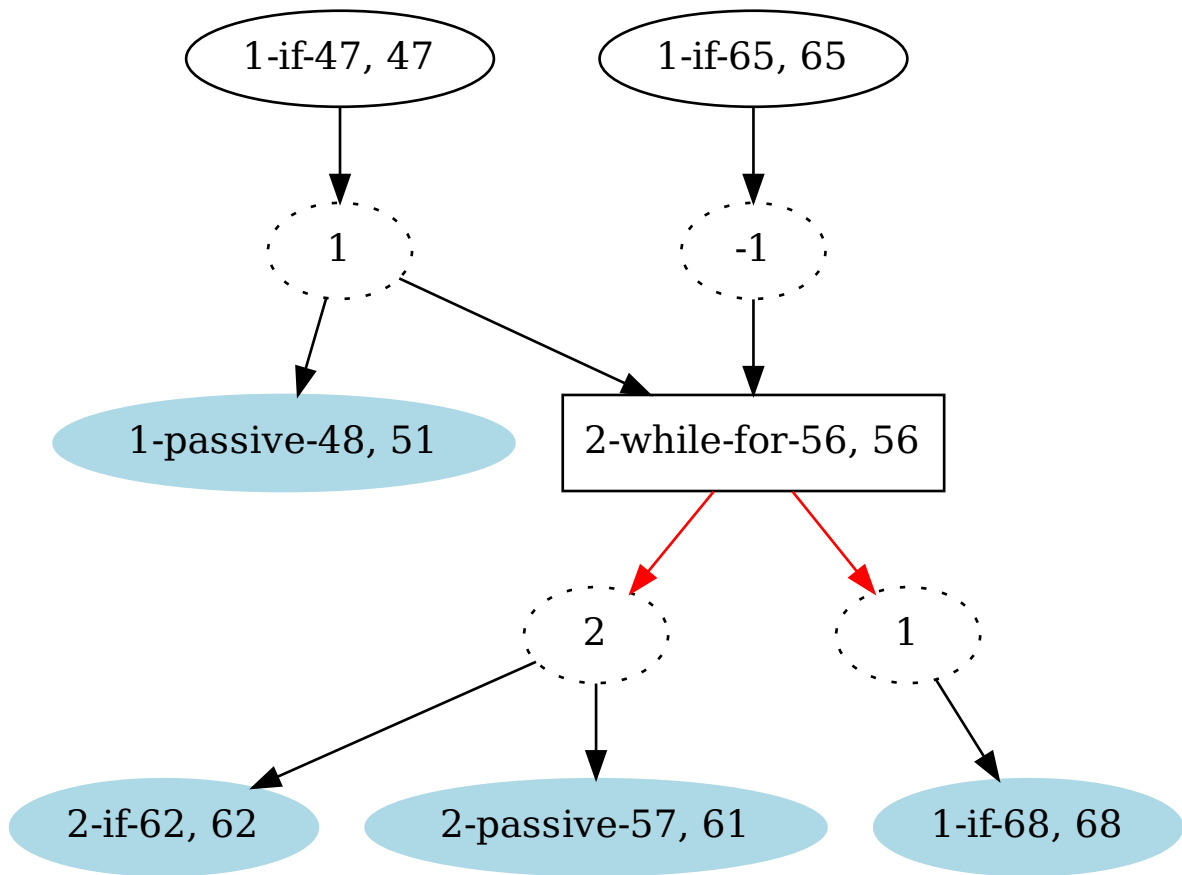 1-if-47, 47
1-if-65, 65
1
-1
1-passive-48, 51
2-while-for-56, 56
2
1
2-if-62, 62
2-passive-57, 61
1-if-68, 68